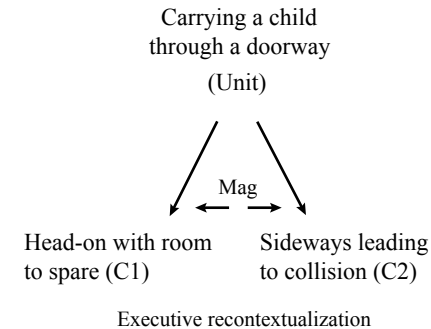 Carrying a child
through a doorway
(Unit)
Mag
Head-on with room
to spare (C1)
Sideways leading
to collision (C2)
Executive recontextualization